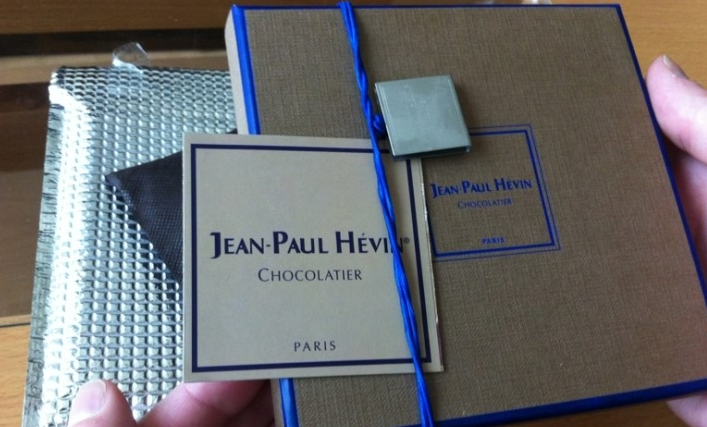 JEAN-PAUL HÉVIN®
CHOCOLATIER
PARIS
JEAN-PAUL HÉVIN
CHOCOLATIER
PARIS